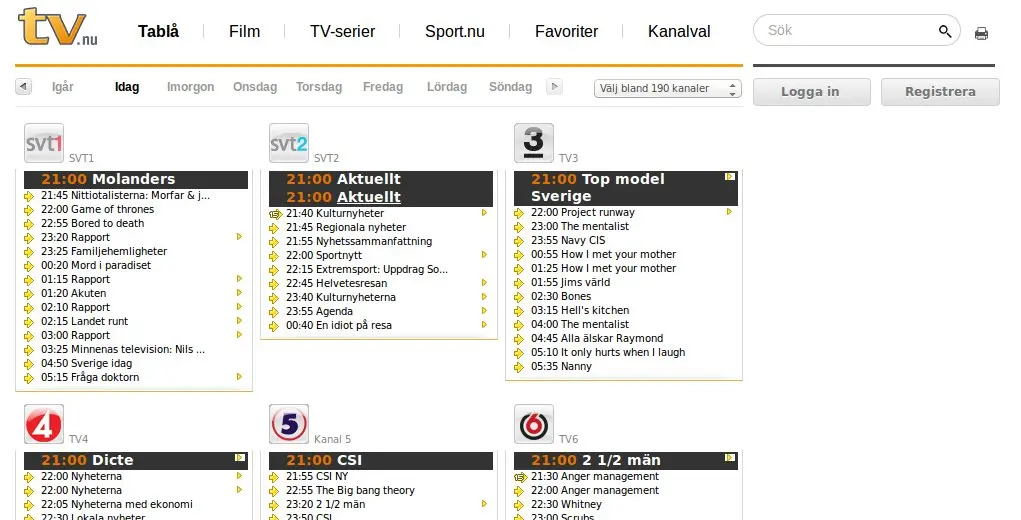 tv.nu
Tablå
Film
TV-serier
Sport.nu
Favoriter
Kanalval
Sök
Igår
Idag
Imorgon
Onsdag
Torsdag
Fredag
Lördag
Söndag
Välj bland 190 kanaler
Logga in
Registrera
svt1
SVT1
21:00 Molanders
21:45 Nittiotalisterna: Morfar & j...
22:00 Game of thrones
22:55 Bored to death
23:20 Rapport
23:25 Familjehemligheter
00:20 Mord i paradiset
01:15 Rapport
01:20 Akuten
02:10 Rapport
02:15 Landet runt
03:00 Rapport
03:25 Minnenas television: Nils ...
04:50 Sverige idag
05:15 Fråga doktorn
svt2
SVT2
21:00 Aktuellt
21:00 Aktuellt
21:40 Kulturnyheter
21:45 Regionala nyheter
21:55 Nyhetssammanfattning
22:00 Sportnytt
22:15 Extremsport: Uppdrag So...
22:45 Helvetesresan
23:40 Kulturnyheterna
23:55 Agenda
00:40 En idiot på resa
3
TV3
21:00 Top model
Sverige
22:00 Project runway
23:00 The mentalist
23:55 Navy CIS
00:55 How I met your mother
01:25 How I met your mother
01:55 Jims värld
02:30 Bones
03:15 Hell's kitchen
04:00 The mentalist
04:45 Alla älskar Raymond
05:10 It only hurts when I laugh
05:35 Nanny
4
TV4
21:00 Dicte
22:00 Nyheterna
22:00 Nyheterna
22:05 Nyheterna med ekonomi
22:30 Lokala nyheter
5
Kanal 5
21:00 CSI
21:55 CSI NY
22:55 The Big bang theory
23:20 2 1/2 män
23:50 CSI
6
TV6
21:00 2 1/2 män
21:30 Anger management
22:00 Anger management
22:30 Whitney
23:00 Scrubs